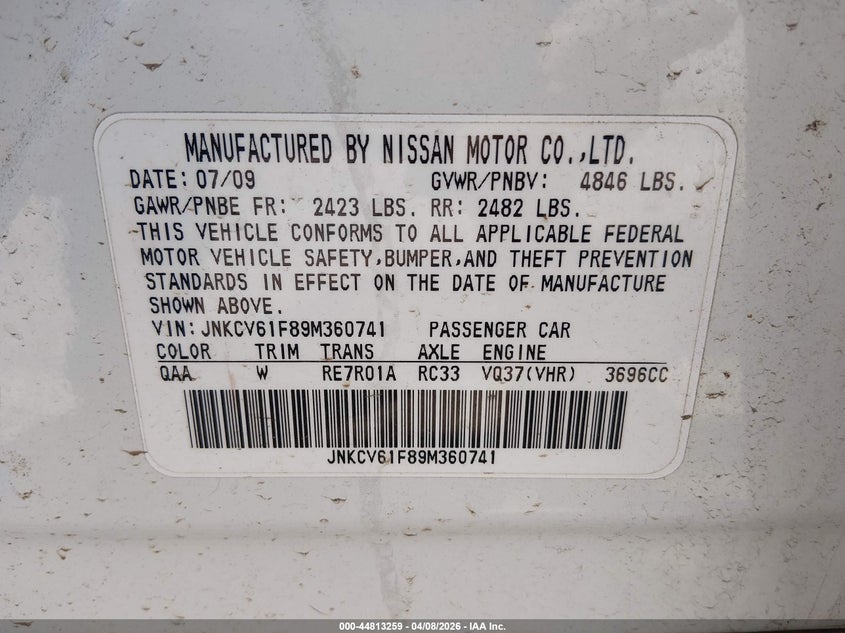 MANUFACTURED BY NISSAN MOTOR CO.,LTD.
DATE: 07/09 GVWR/PNBV: 4846 LBS.
GAWR/PNBE FR: 2423 LBS. RR: 2482 LBS.
THIS VEHICLE CONFORMS TO ALL APPLICABLE FEDERAL
MOTOR VEHICLE SAFETY,BUMPER,AND THEFT PREVENTION
STANDARDS IN EFFECT ON THE DATE OF MANUFACTURE
SHOWN ABOVE.
VIN: JNKCV61F89M360741 PASSENGER CAR
COLOR TRIM TRANS AXLE ENGINE
QAA W RE7R01A RC33 VQ37(VHR) 3696CC
JNKCV61F89M360741
000-44813259 | 04/08/2026 - IAA Inc.